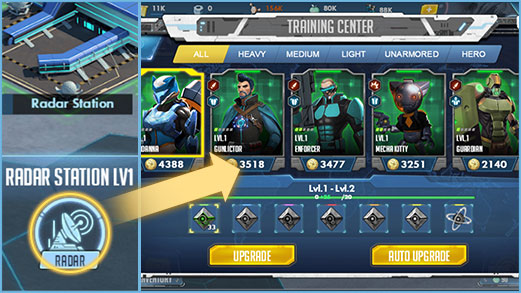 Radar Station
RADAR STATION LV1
RADAR
11K 156K 80K 88K
TRAINING CENTER
ALL HEAVY MEDIUM LIGHT UNARMORED HERO
LVL.1 LVL.1 LVL.1 LVL.1
GUNLICTOR ENFORCER MECHA KITTY GUARDIAN
4388 3518 3477 3251 2140
Lvl.1 - Lvl.2
0 +25 /20
33
UPGRADE AUTO UPGRADE